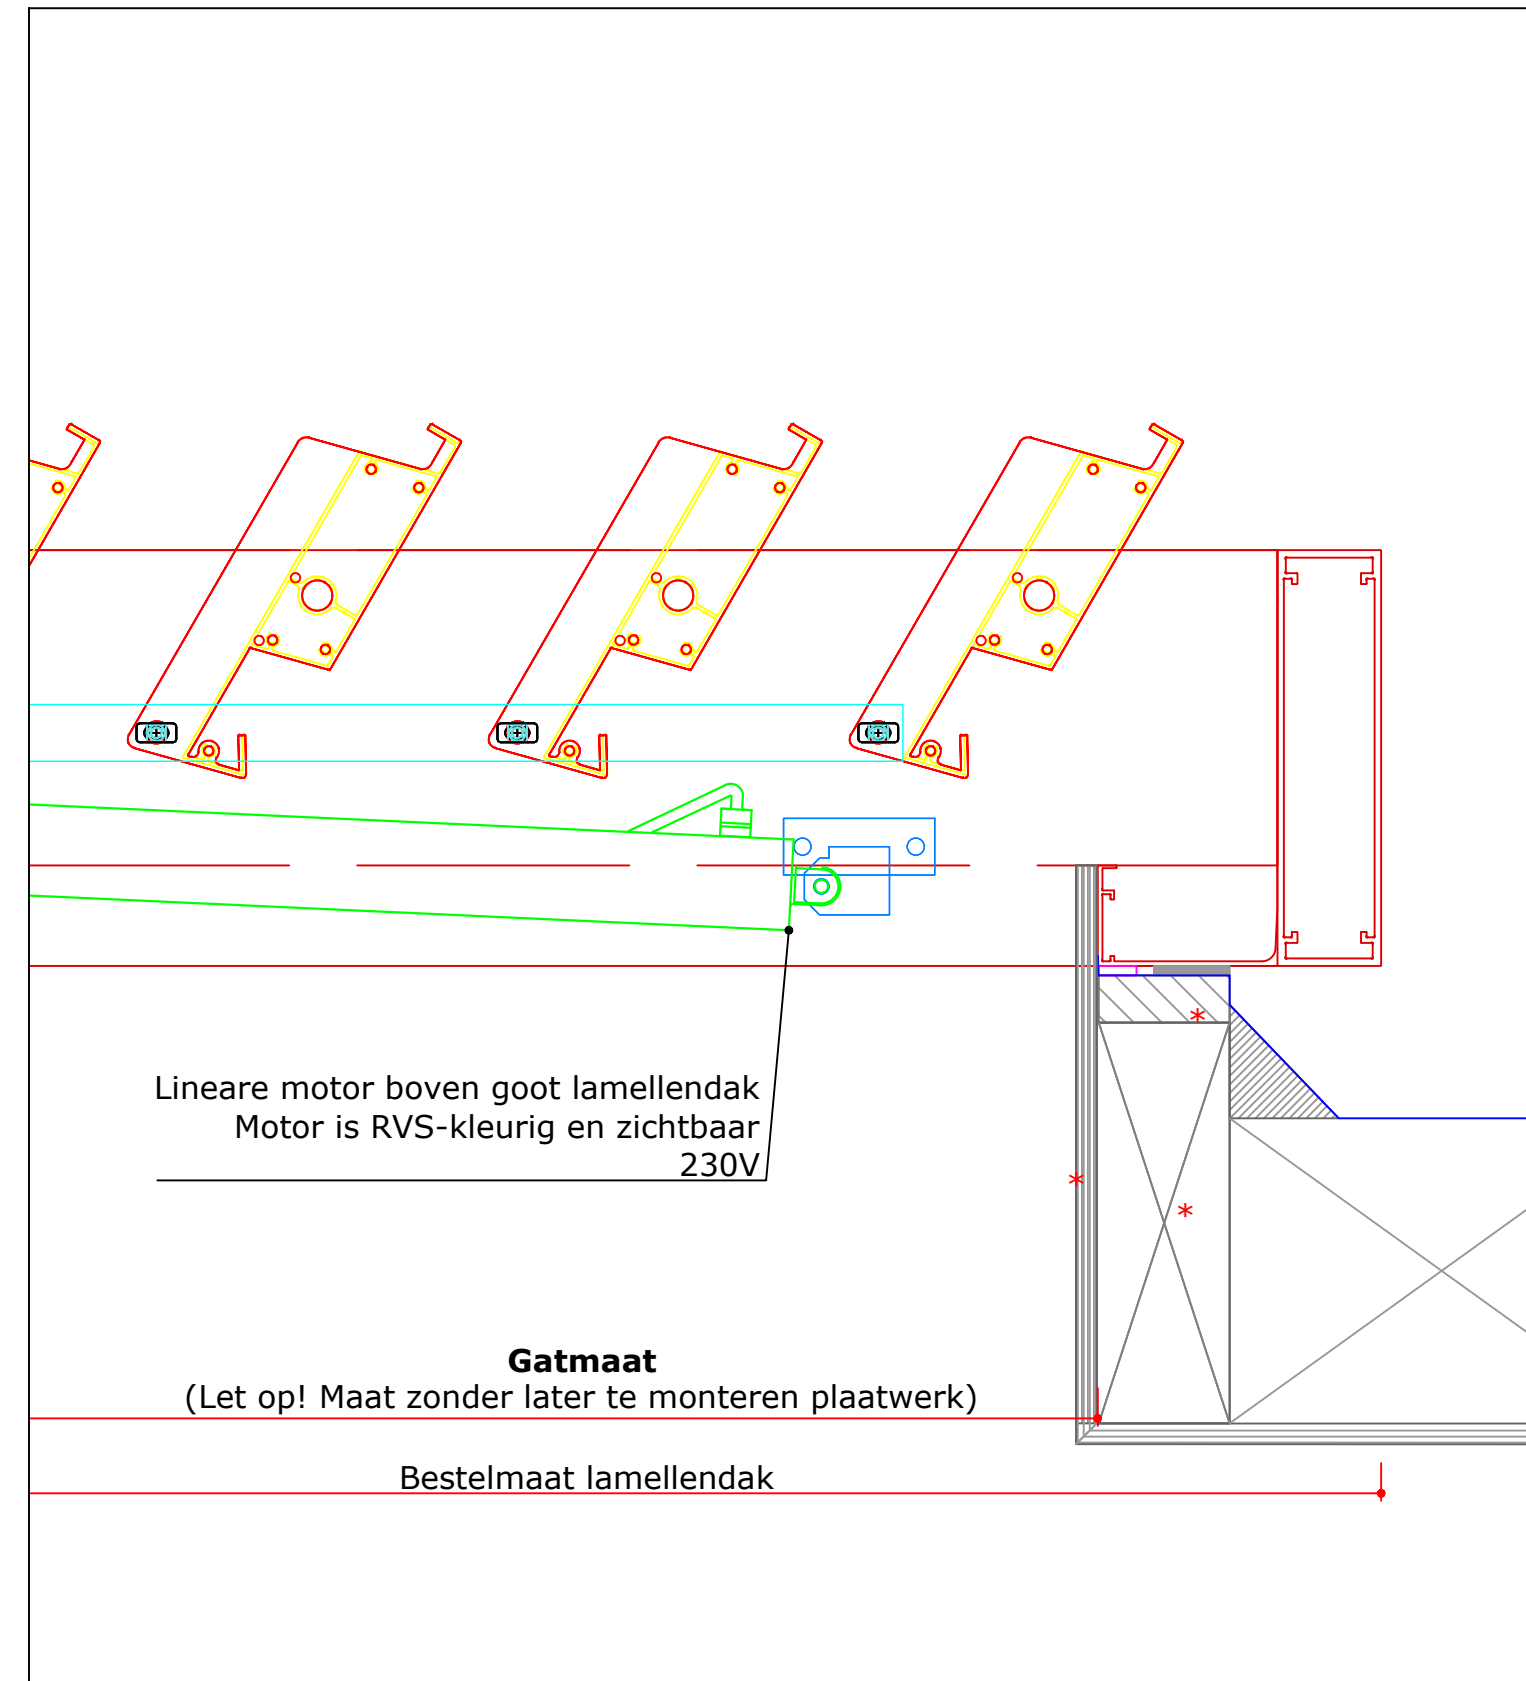 *
Lineare motor boven goot lamellendak
Motor is RVS-kleurig en zichtbaar
230V
*
*
Gatmaat
(Let op! Maat zonder later te monteren plaatwerk)
Bestelmaat lamellendak